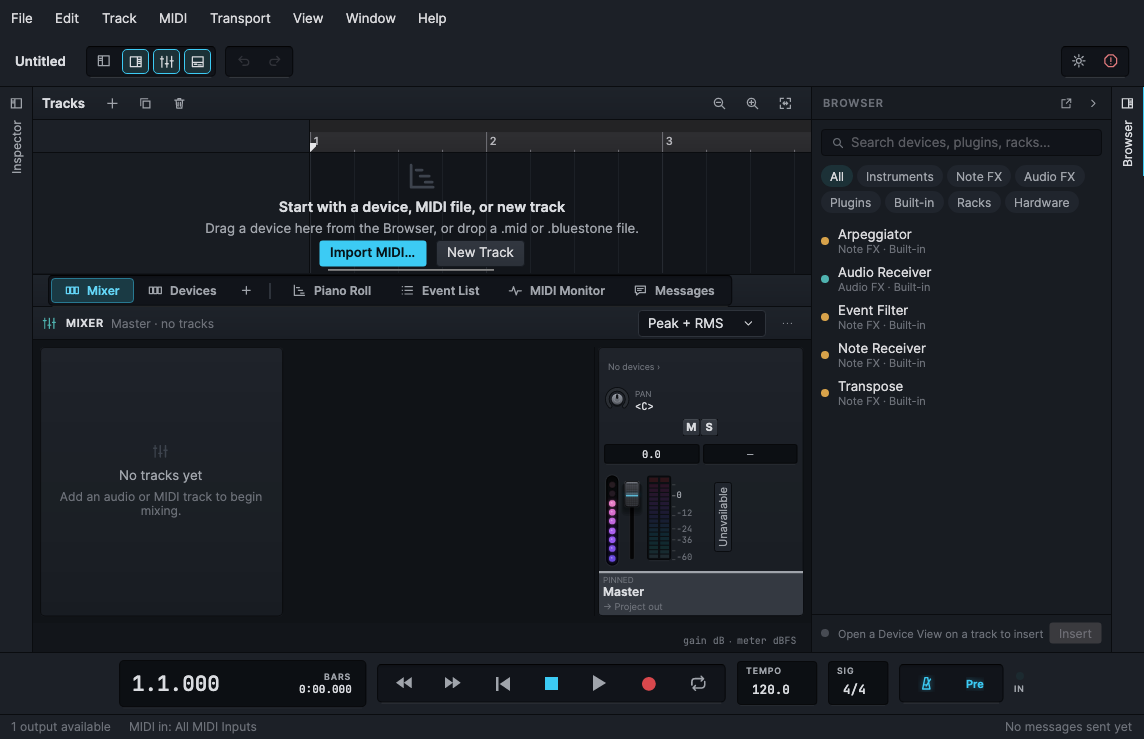 File Edit Track MIDI Transport View Window Help
Untitled
Inspector
Tracks
1 2 3
Start with a device, MIDI file, or new track
Drag a device here from the Browser, or drop a .mid or .bluestone file.
Import MIDI... New Track
Mixer Devices + Piano Roll Event List MIDI Monitor Messages
MIXER Master · no tracks Peak + RMS ...
No tracks yet
Add an audio or MIDI track to begin
mixing.
No devices ›
PAN
<C>
M S
0.0 –
-0
-12
-24
-36
-60
Unavailable
PINNED
Master
→ Project out
gain dB · meter dBFS
BROWSER
Search devices, plugins, racks...
All Instruments Note FX Audio FX
Plugins Built-in Racks Hardware
Arpeggiator
Note FX · Built-in
Audio Receiver
Audio FX · Built-in
Event Filter
Note FX · Built-in
Note Receiver
Note FX · Built-in
Transpose
Note FX · Built-in
Open a Device View on a track to insert Insert
Browser
1.1.000
BARS
0:00.000
TEMPO
120.0
SIG
4/4
Pre
IN
1 output available MIDI in: All MIDI Inputs No messages sent yet